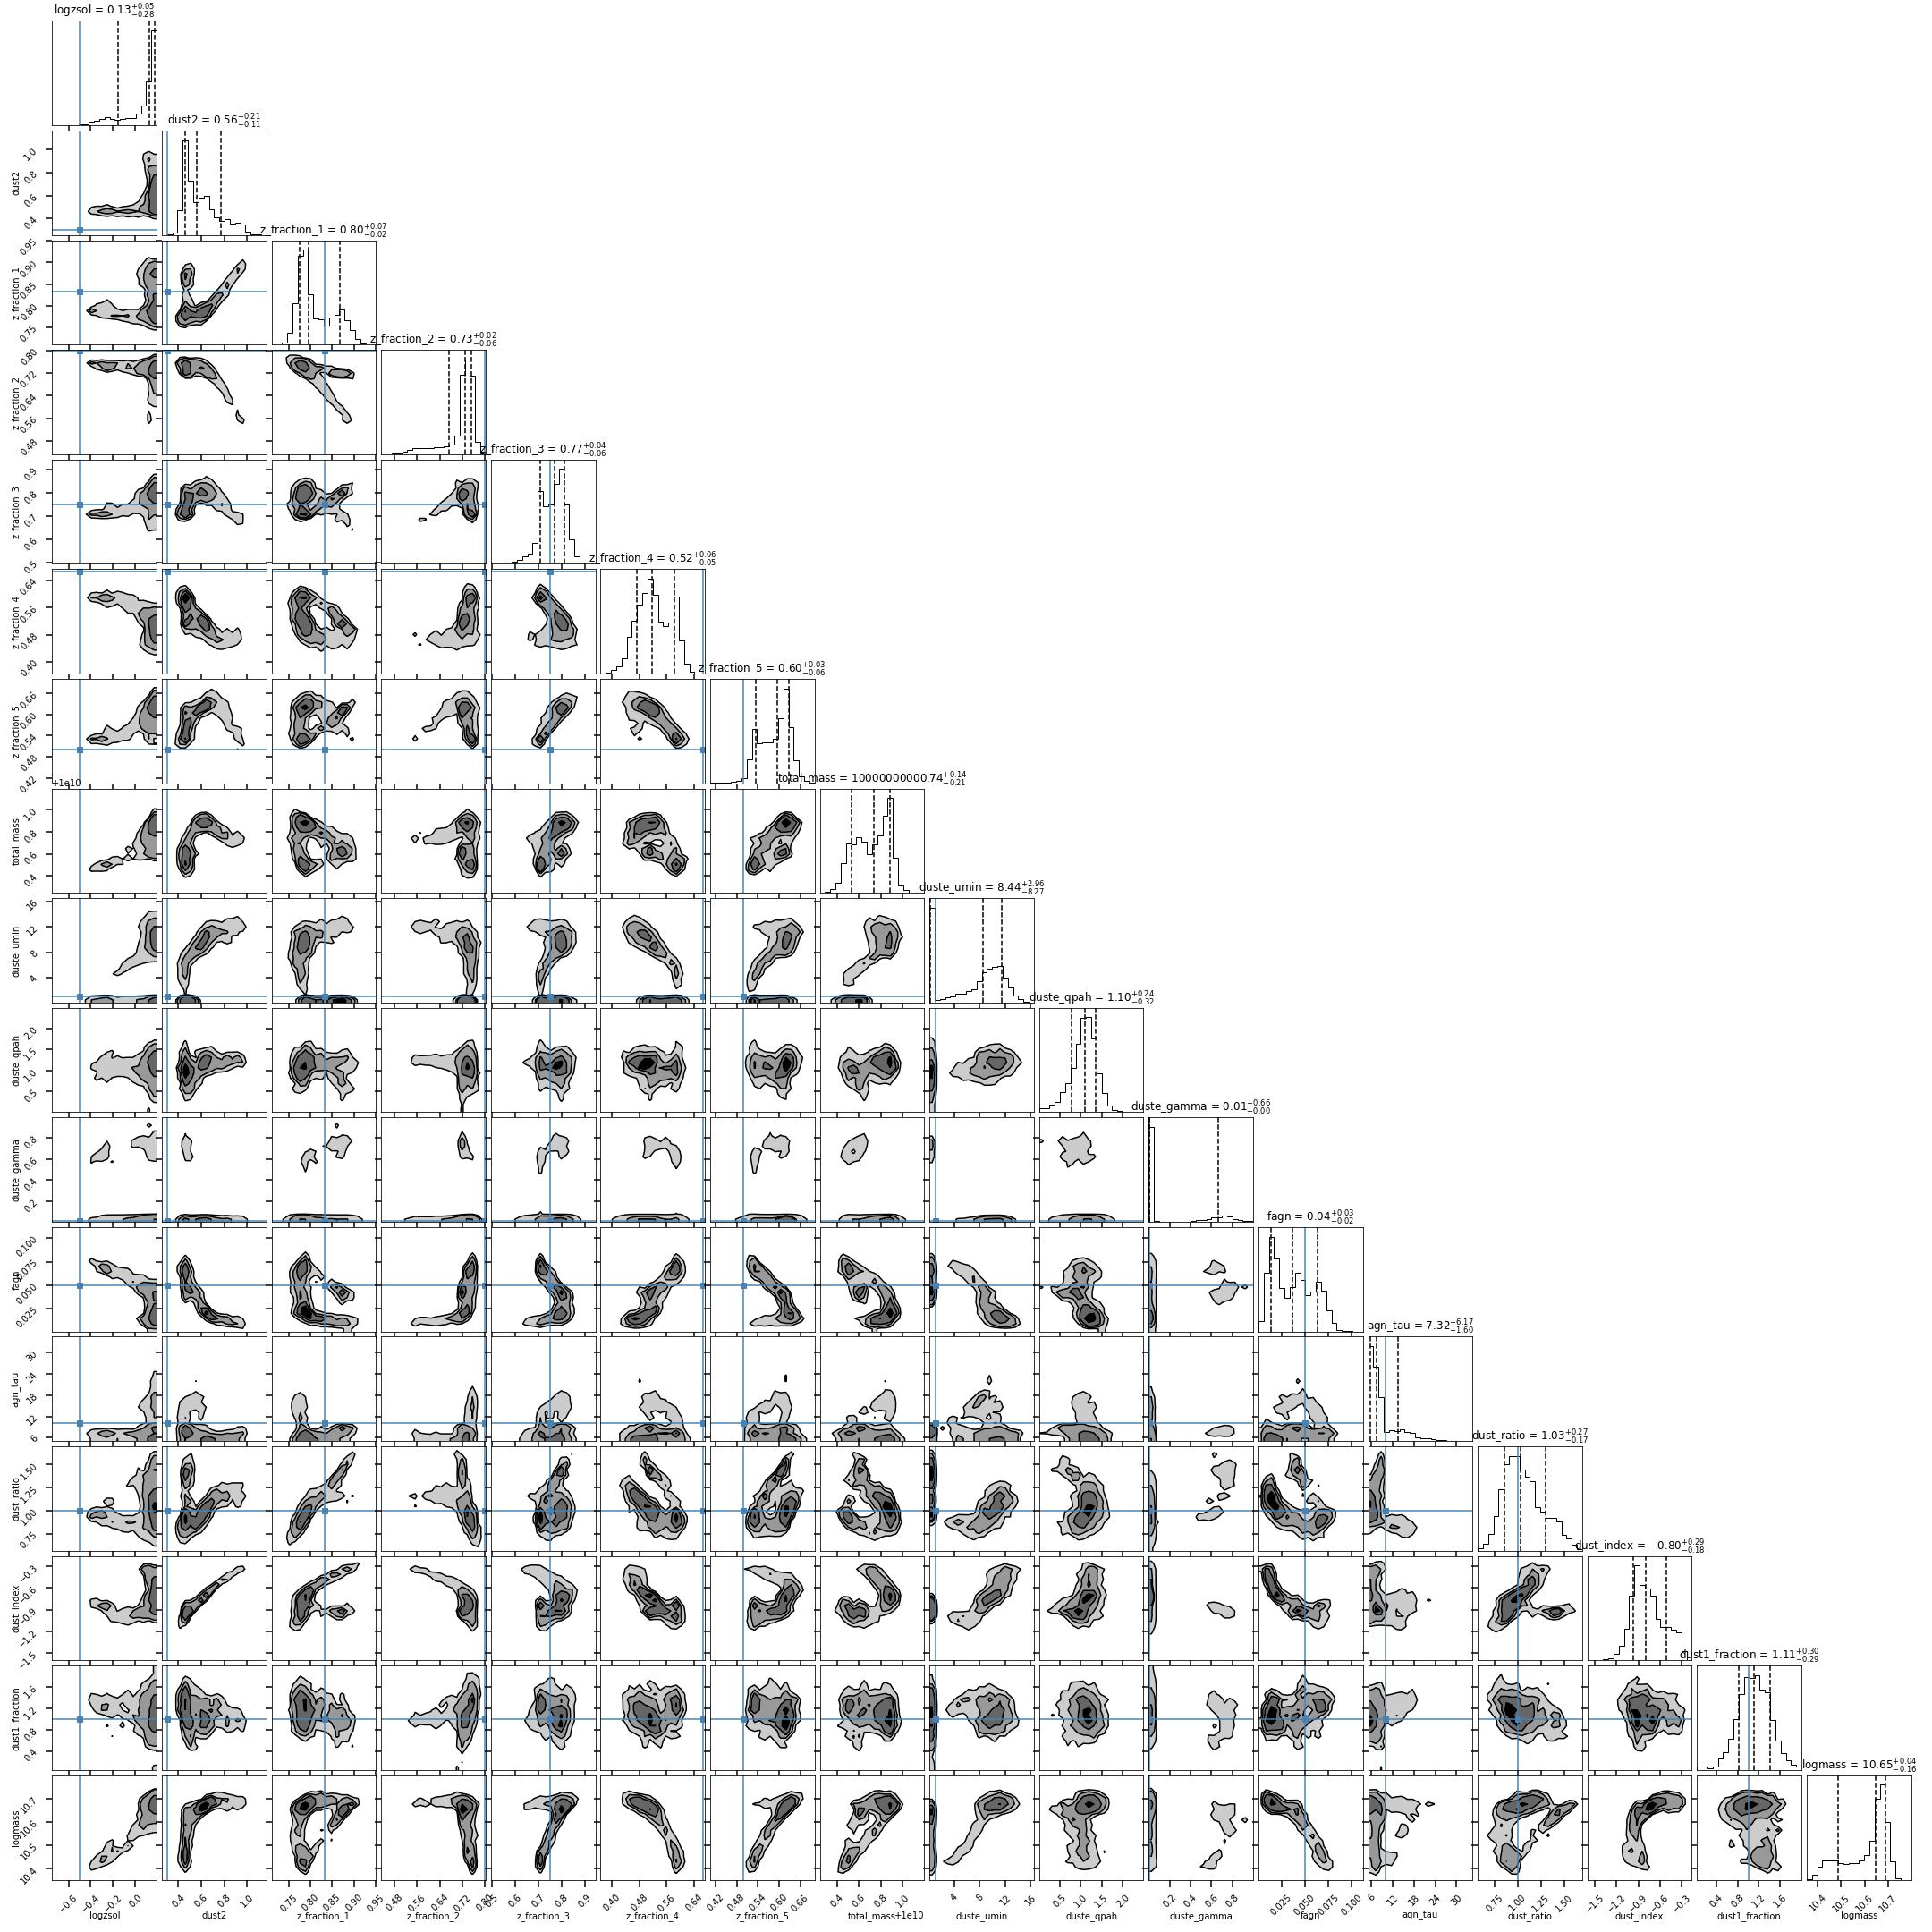 logzsol = 0.13+0.05−0.28
dust2 = 0.56+0.21−0.11
dust2 1.0 0.8 0.6 0.4
z_fraction_1 = 0.80+0.07−0.02
z_fraction_1 0.95 0.90 0.85 0.80 0.75
z_fraction_2 = 0.73+0.02−0.06
z_fraction_2 0.80 0.72 0.64 0.56 0.48
z_fraction_3 = 0.77+0.04−0.06
z_fraction_3 0.9 0.8 0.7 0.6 0.5
z_fraction_4 = 0.52+0.06−0.05
z_fraction_4 0.64 0.56 0.48 0.40
z_fraction_5 = 0.60+0.03−0.06
z_fraction_5 0.66 0.60 0.54 0.48 0.42
total_mass = 10000000000.74+0.14−0.21
+1e10
total_mass 1.0 0.8 0.6 0.4
duste_umin = 8.44+2.96−8.27
duste_umin 16 12 8 4
duste_qpah = 1.10+0.24−0.32
duste_qpah 2.0 1.5 1.0 0.5
duste_gamma = 0.01+0.66−0.00
duste_gamma 0.8 0.6 0.4 0.2
fagn = 0.04+0.03−0.02
fagn 0.100 0.075 0.050 0.025
agn_tau = 7.32+6.17−1.60
agn_tau 30 24 18 12 6
dust_ratio = 1.03+0.27−0.17
dust_ratio 1.50 1.25 1.00 0.75
dust_index = −0.80+0.29−0.18
dust_index −0.3 −0.6 −0.9 −1.2 −1.5
dust1_fraction = 1.11+0.30−0.29
dust1_fraction 1.6 1.2 0.8 0.4
logmass = 10.65+0.04−0.16
logmass 10.7 10.6 10.5 10.4
−0.6 −0.4 −0.2 0.0 0.4 0.6 0.8 1.0 0.75 0.80 0.85 0.90 0.95 0.48 0.56 0.64 0.72 0.80 0.5 0.6 0.7 0.8 0.9 0.40 0.48 0.56 0.64 0.42 0.48 0.54 0.60 0.66 0.4 0.6 0.8 1.0 4 8 12 16 0.5 1.0 1.5 2.0 0.2 0.4 0.6 0.8 0.025 0.050 0.075 0.100 6 12 18 24 30 0.75 1.00 1.25 1.50 −1.5 −1.2 −0.9 −0.6 −0.3 0.4 0.8 1.2 1.6 10.4 10.5 10.6 10.7
logzsol dust2 z_fraction_1 z_fraction_2 z_fraction_3 z_fraction_4 z_fraction_5 total_mass +1e10 duste_umin duste_qpah duste_gamma fagn agn_tau dust_ratio dust_index dust1_fraction logmass